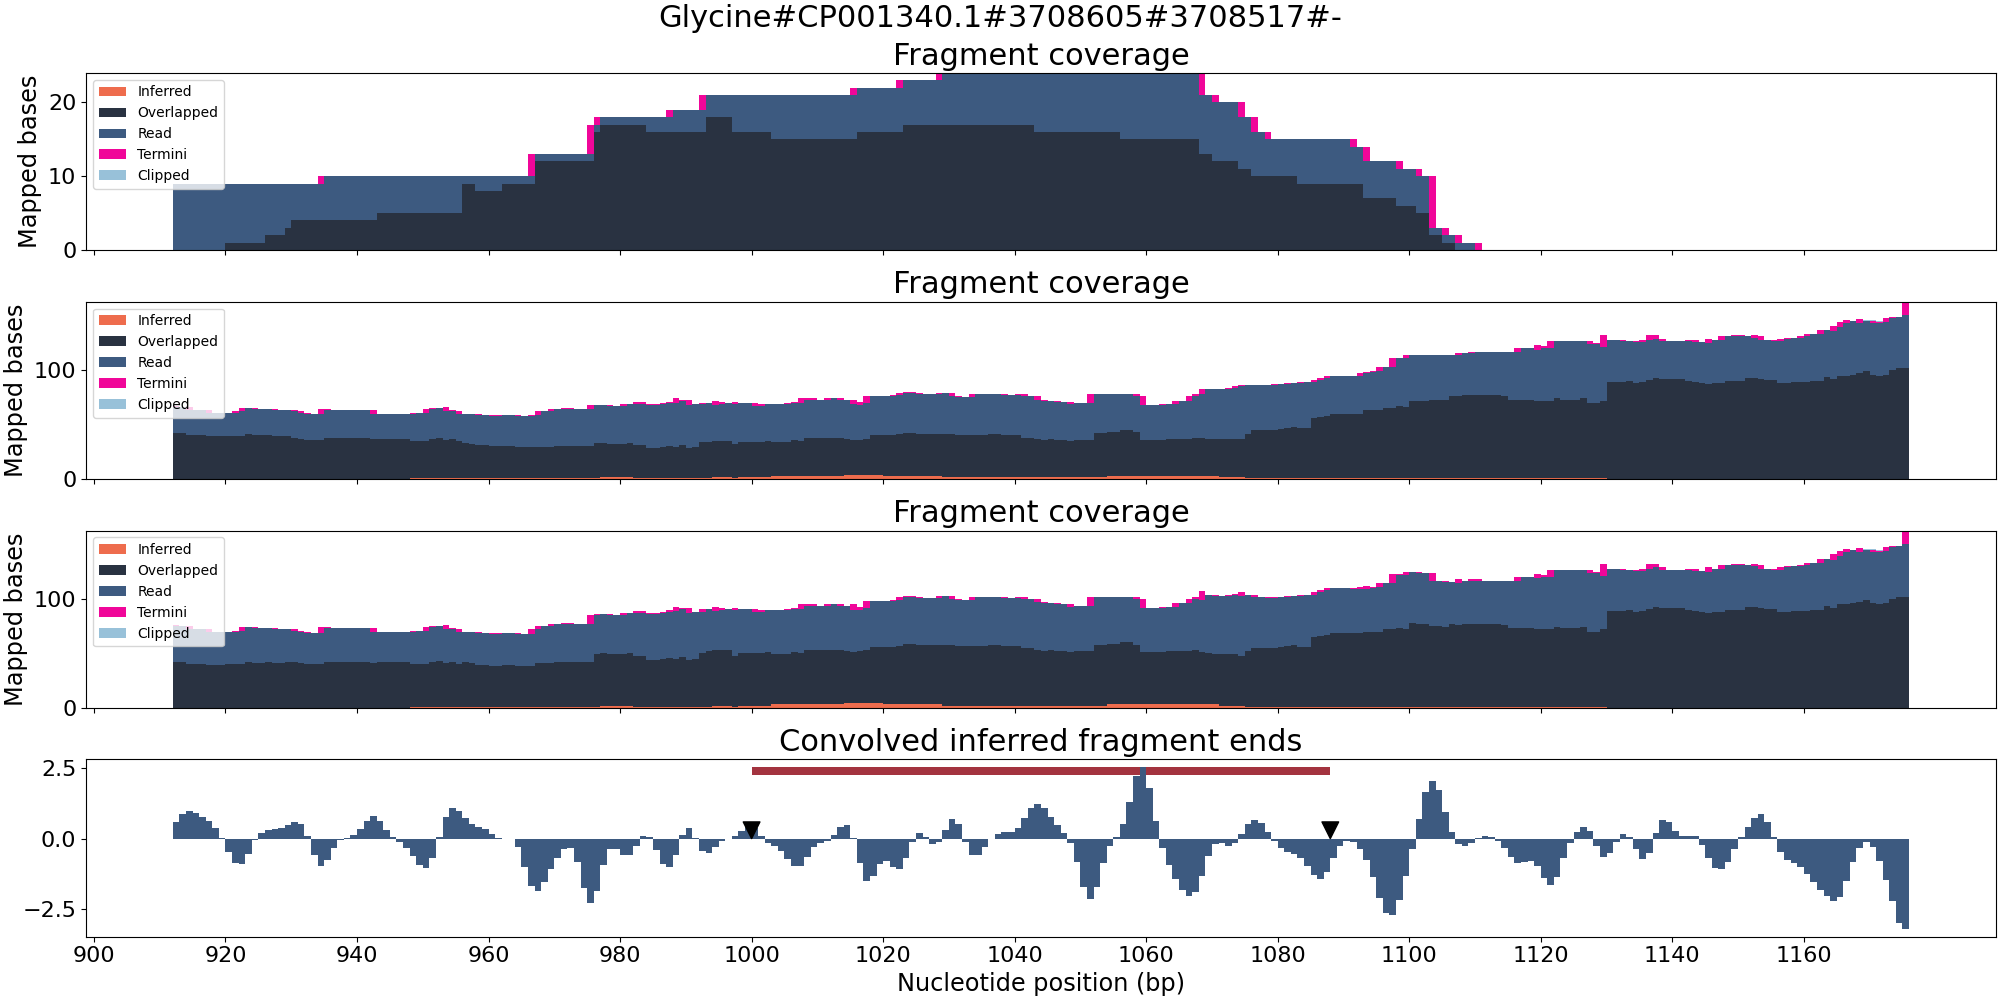 Glycine#CP001340.1#3708605#3708517#-
Fragment coverage
Mapped bases
20
10
0
Inferred
Overlapped
Read
Termini
Clipped
Fragment coverage
Mapped bases
100
0
Inferred
Overlapped
Read
Termini
Clipped
Fragment coverage
Mapped bases
100
0
Inferred
Overlapped
Read
Termini
Clipped
Convolved inferred fragment ends
2.5
0.0
−2.5
900 920 940 960 980 1000 1020 1040 1060 1080 1100 1120 1140 1160
Nucleotide position (bp)